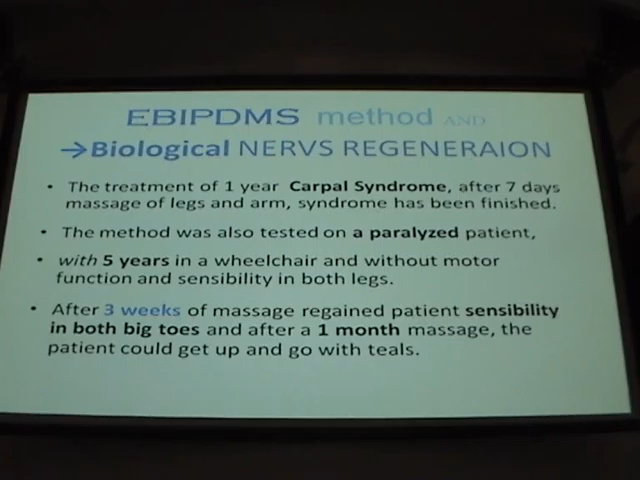 EBIPDMS method AND
→Biological NERVS REGENERAION
• The treatment of 1 year Carpal Syndrome, after 7 days
massage of legs and arm, syndrome has been finished.
• The method was also tested on a paralyzed patient,
• with 5 years in a wheelchair and without motor
function and sensibility in both legs.
• After 3 weeks of massage regained patient sensibility
in both big toes and after a 1 month massage, the
patient could get up and go with teals.